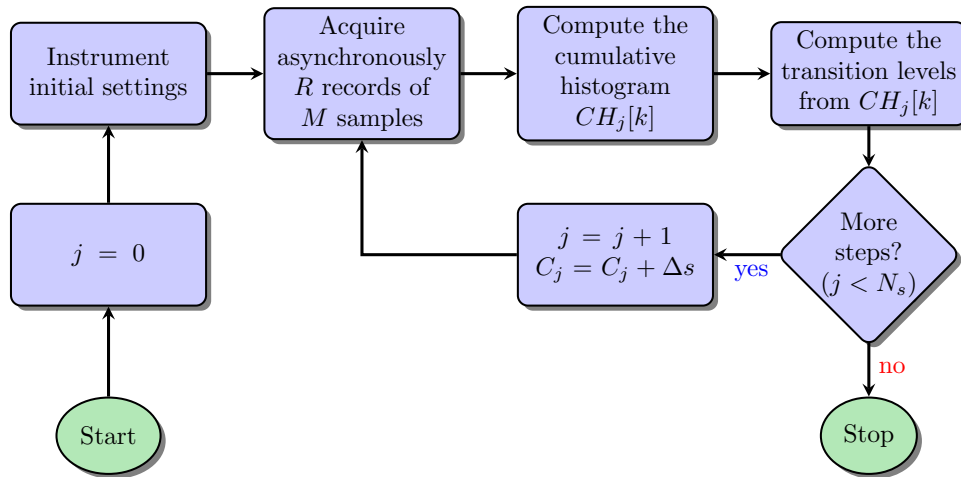 Instrument
initial settings
Acquire
asynchronously
R records of
M samples
Compute the
cumulative
histogram
CH_j[k]
Compute the
transition levels
from CH_j[k]
j = 0
j = j + 1
C_j = C_j + Δs
yes
More
steps?
(j < N_s)
no
Start
Stop